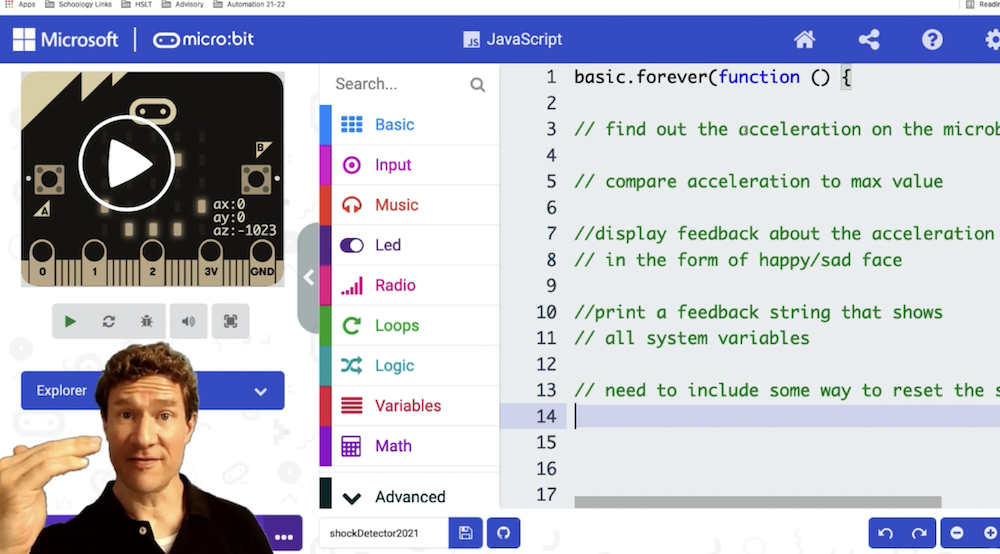 Apps Schoology Links HSLT Advisory Automation 21-22
Microsoft micro:bit JS JavaScript ?
Search...
Basic
Input
Music
Led
Radio
Loops
Logic
Variables
Math
Advanced
B
A
ax:0
ay:0
az:-1023
0 1 2 3V GND
Explorer
1 basic.forever(function () {
2
3 // find out the acceleration on the
4
5 // compare acceleration to max value
6
7 //display feedback about the acceleration
8 // in the form of happy/sad face
9
10 //print a feedback string that shows
11 // all system variables
12
13 // need to include some way to reset the
14
15
16
17
shockDetector2021